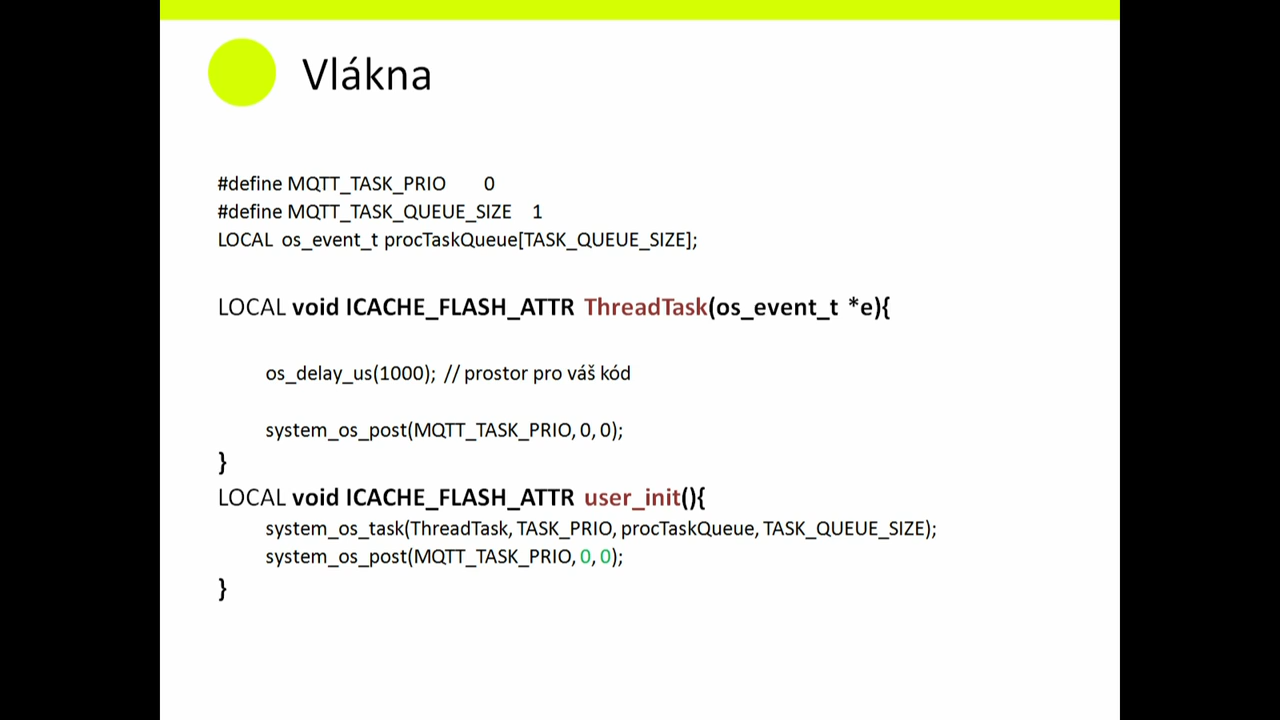 Vlákna
#define MQTT_TASK_PRIO 0
#define MQTT_TASK_QUEUE_SIZE 1
LOCAL os_event_t procTaskQueue[TASK_QUEUE_SIZE];
LOCAL void ICACHE_FLASH_ATTR ThreadTask(os_event_t *e){
os_delay_us(1000); // prostor pro váš kód
system_os_post(MQTT_TASK_PRIO, 0, 0);
}
LOCAL void ICACHE_FLASH_ATTR user_init(){
system_os_task(ThreadTask, TASK_PRIO, procTaskQueue, TASK_QUEUE_SIZE);
system_os_post(MQTT_TASK_PRIO, 0, 0);
}